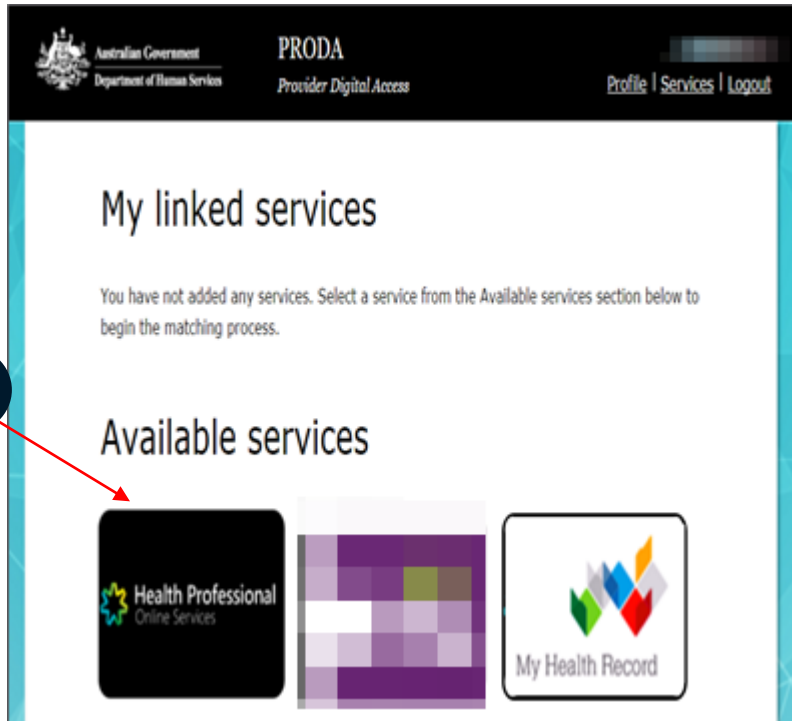 Australian Government
Department of Human Services
PRODA
Provider Digital Access
Profile | Services | Logout
My linked services
You have not added any services. Select a service from the Available services section below to
begin the matching process.
Available services
Health Professional
Online Services
My Health Record